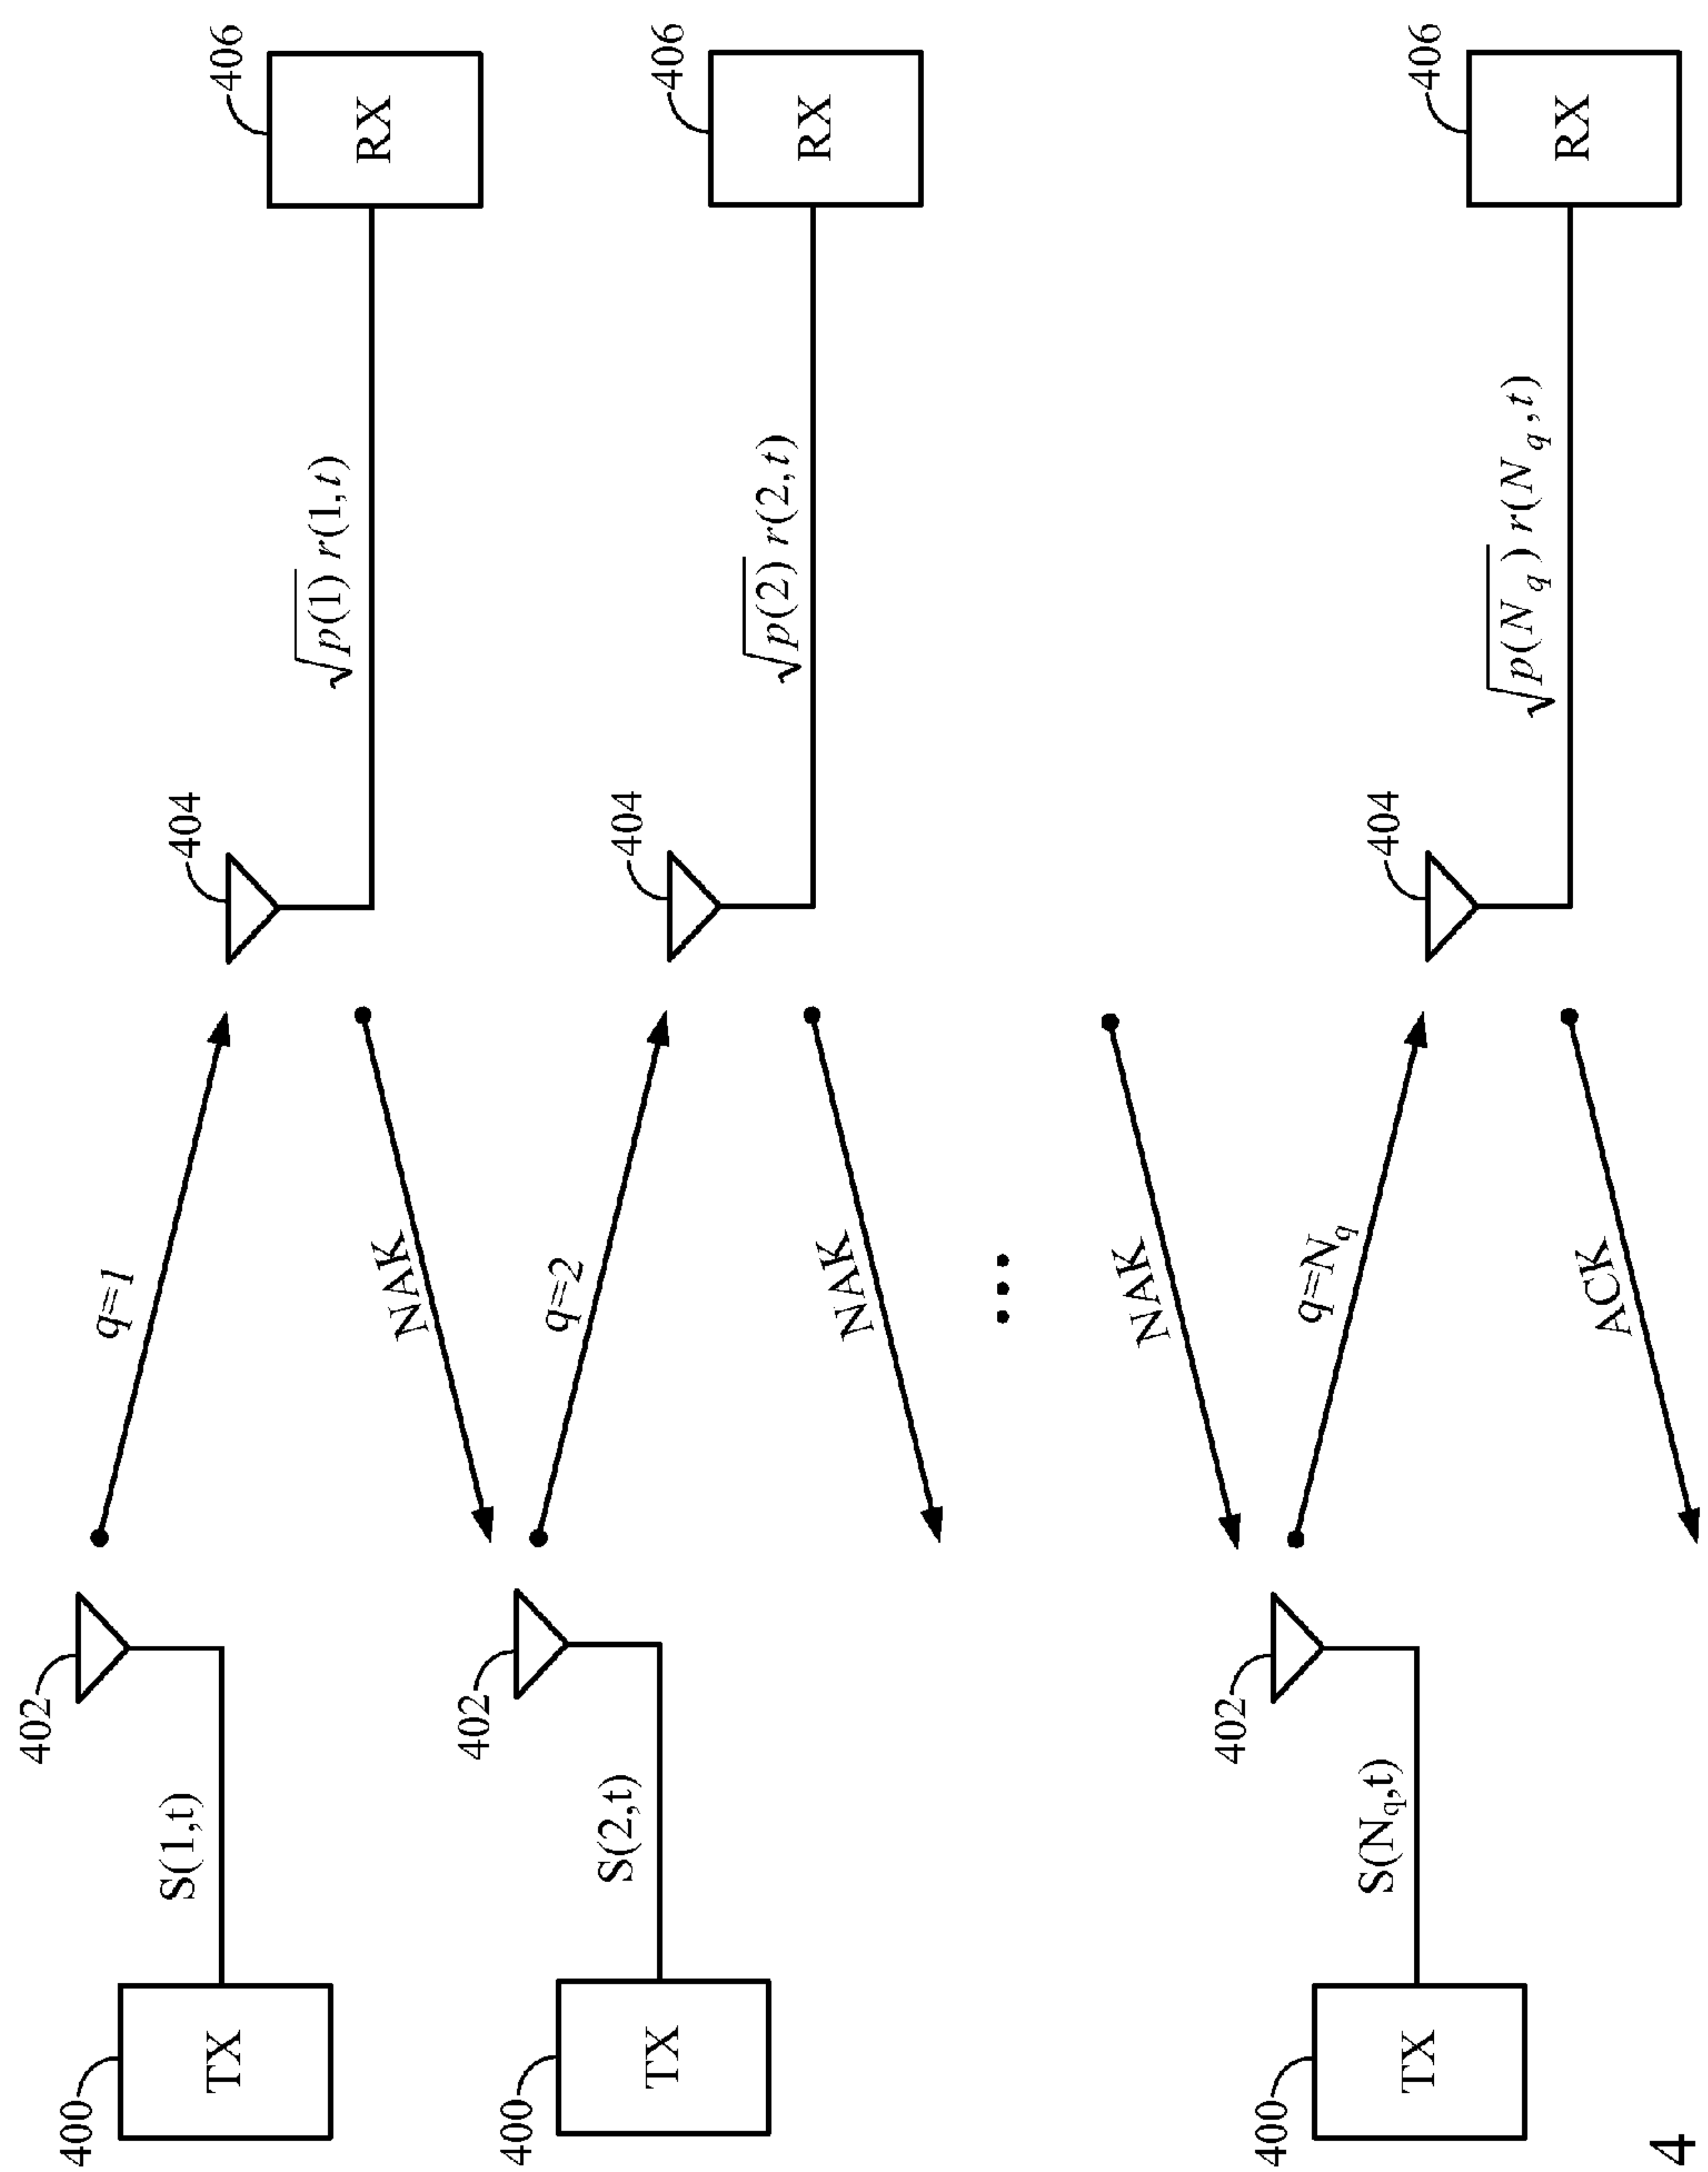 400
TX
S(1,t)
402
q=1
NAK
404
√p(1) r(1,t)
406
RX
400
TX
S(2,t)
402
q=2
NAK
404
√p(2) r(2,t)
406
RX
...
NAK
400
TX
S(N_q,t)
402
q=N_q
ACK
404
√p(N_q) r(N_q,t)
406
RX
4